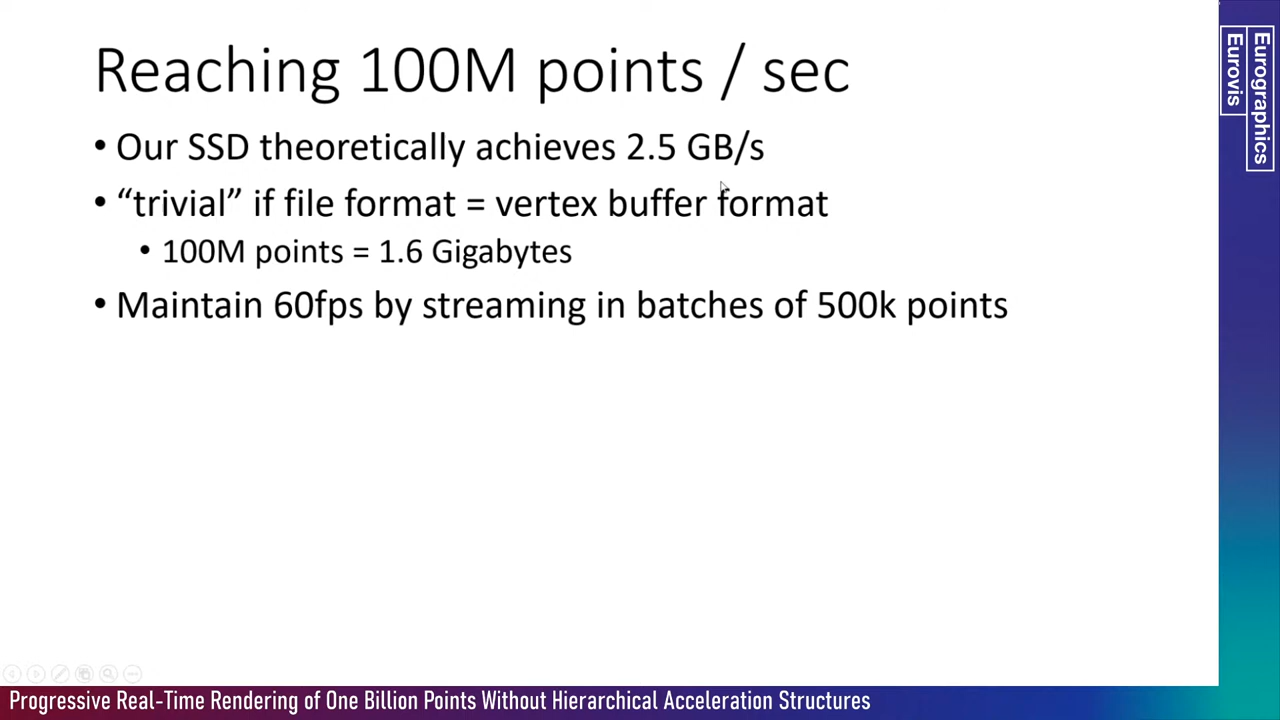 Reaching 100M points / sec
• Our SSD theoretically achieves 2.5 GB/s
• “trivial” if file format = vertex buffer format
• 100M points = 1.6 Gigabytes
• Maintain 60fps by streaming in batches of 500k points
Eurographics
Eurovis
Progressive Real-Time Rendering of One Billion Points Without Hierarchical Acceleration Structures